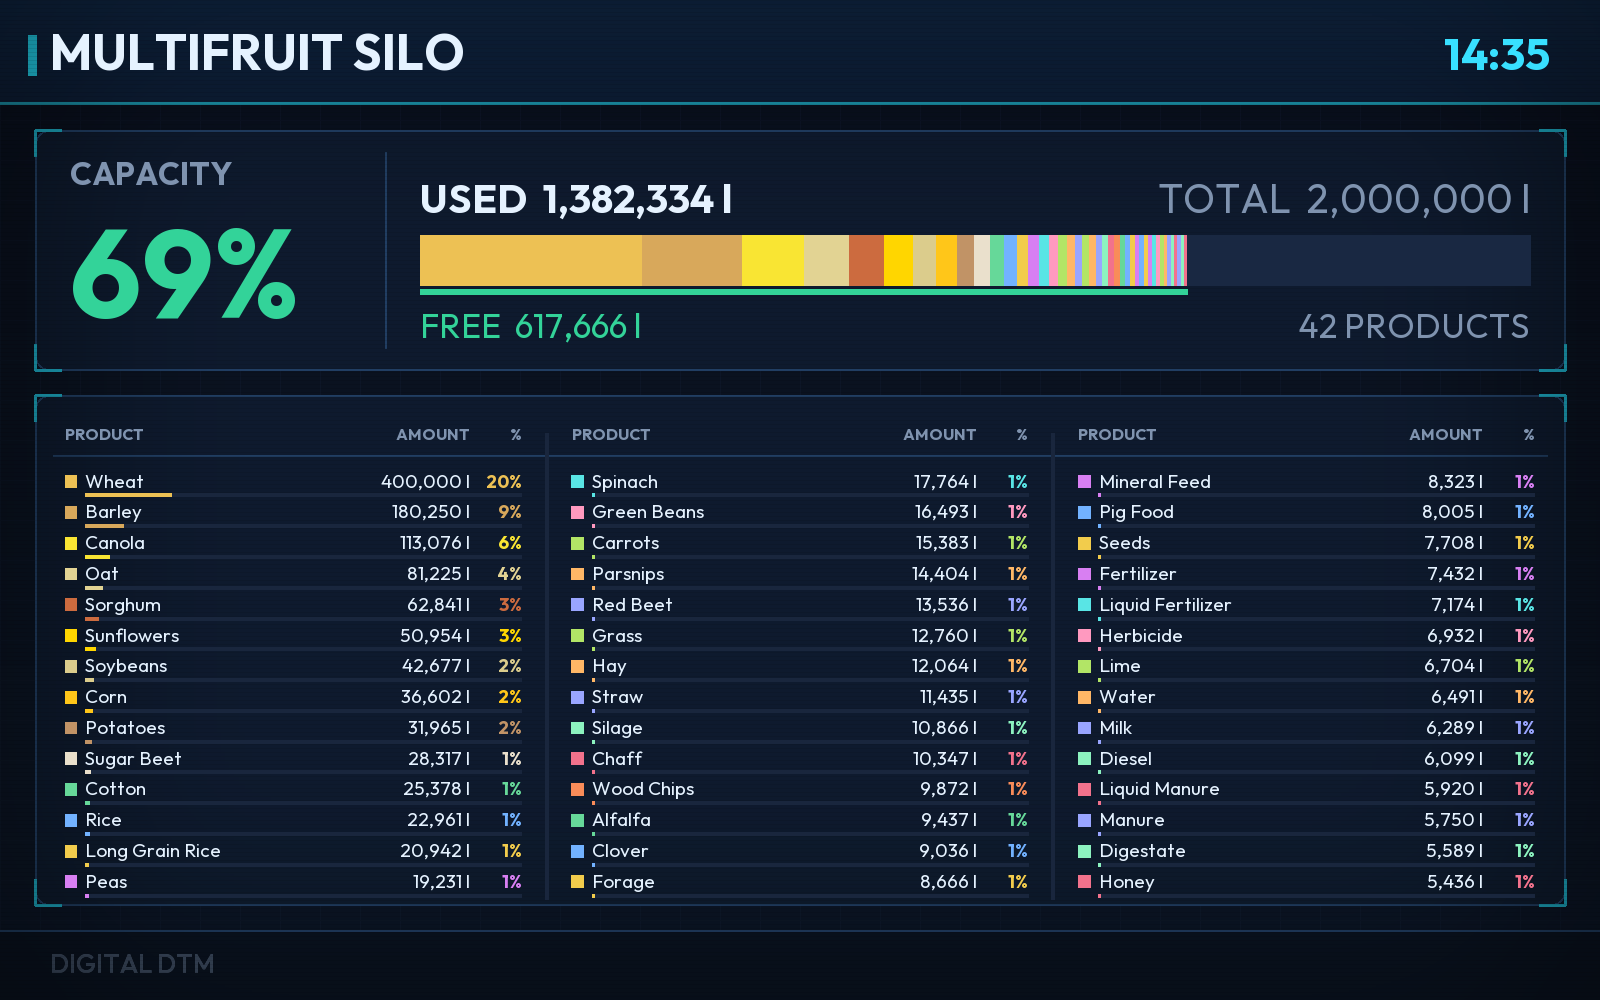 MULTIFRUIT SILO
14:35
CAPACITY
69%
USED 1,382,334 l
TOTAL 2,000,000 l
FREE 617,666 l
42 PRODUCTS
PRODUCT AMOUNT %
Wheat 400,000 l 20%
Barley 180,250 l 9%
Canola 113,076 l 6%
Oat 81,225 l 4%
Sorghum 62,841 l 3%
Sunflowers 50,954 l 3%
Soybeans 42,677 l 2%
Corn 36,602 l 2%
Potatoes 31,965 l 2%
Sugar Beet 28,317 l 1%
Cotton 25,378 l 1%
Rice 22,961 l 1%
Long Grain Rice 20,942 l 1%
Peas 19,231 l 1%
PRODUCT AMOUNT %
Spinach 17,764 l 1%
Green Beans 16,493 l 1%
Carrots 15,383 l 1%
Parsnips 14,404 l 1%
Red Beet 13,536 l 1%
Grass 12,760 l 1%
Hay 12,064 l 1%
Straw 11,435 l 1%
Silage 10,866 l 1%
Chaff 10,347 l 1%
Wood Chips 9,872 l 1%
Alfalfa 9,437 l 1%
Clover 9,036 l 1%
Forage 8,666 l 1%
PRODUCT AMOUNT %
Mineral Feed 8,323 l 1%
Pig Food 8,005 l 1%
Seeds 7,708 l 1%
Fertilizer 7,432 l 1%
Liquid Fertilizer 7,174 l 1%
Herbicide 6,932 l 1%
Lime 6,704 l 1%
Water 6,491 l 1%
Milk 6,289 l 1%
Diesel 6,099 l 1%
Liquid Manure 5,920 l 1%
Manure 5,750 l 1%
Digestate 5,589 l 1%
Honey 5,436 l 1%
DIGITAL DTM